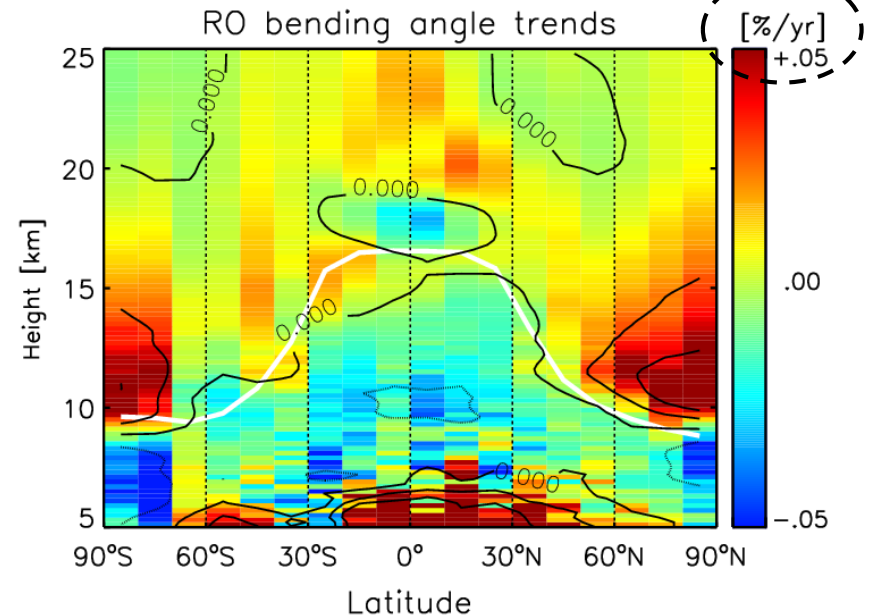 RO bending angle trends
[%/yr]
25
20
15
10
5
Height [km]
0.000
0.000
0.000
0.000
0.000
+.05
.00
−.05
90°S
60°S
30°S
0°
30°N
60°N
90°N
Latitude